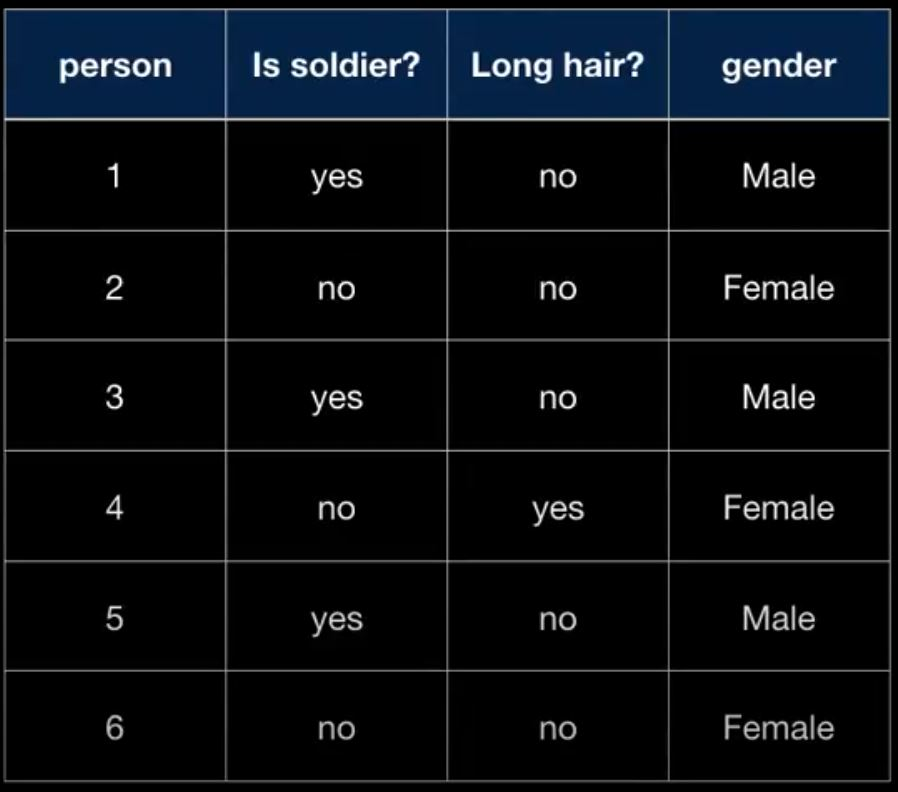 person Is soldier? Long hair? gender
1 yes no Male
2 no no Female
3 yes no Male
4 no yes Female
5 yes no Male
6 no no Female